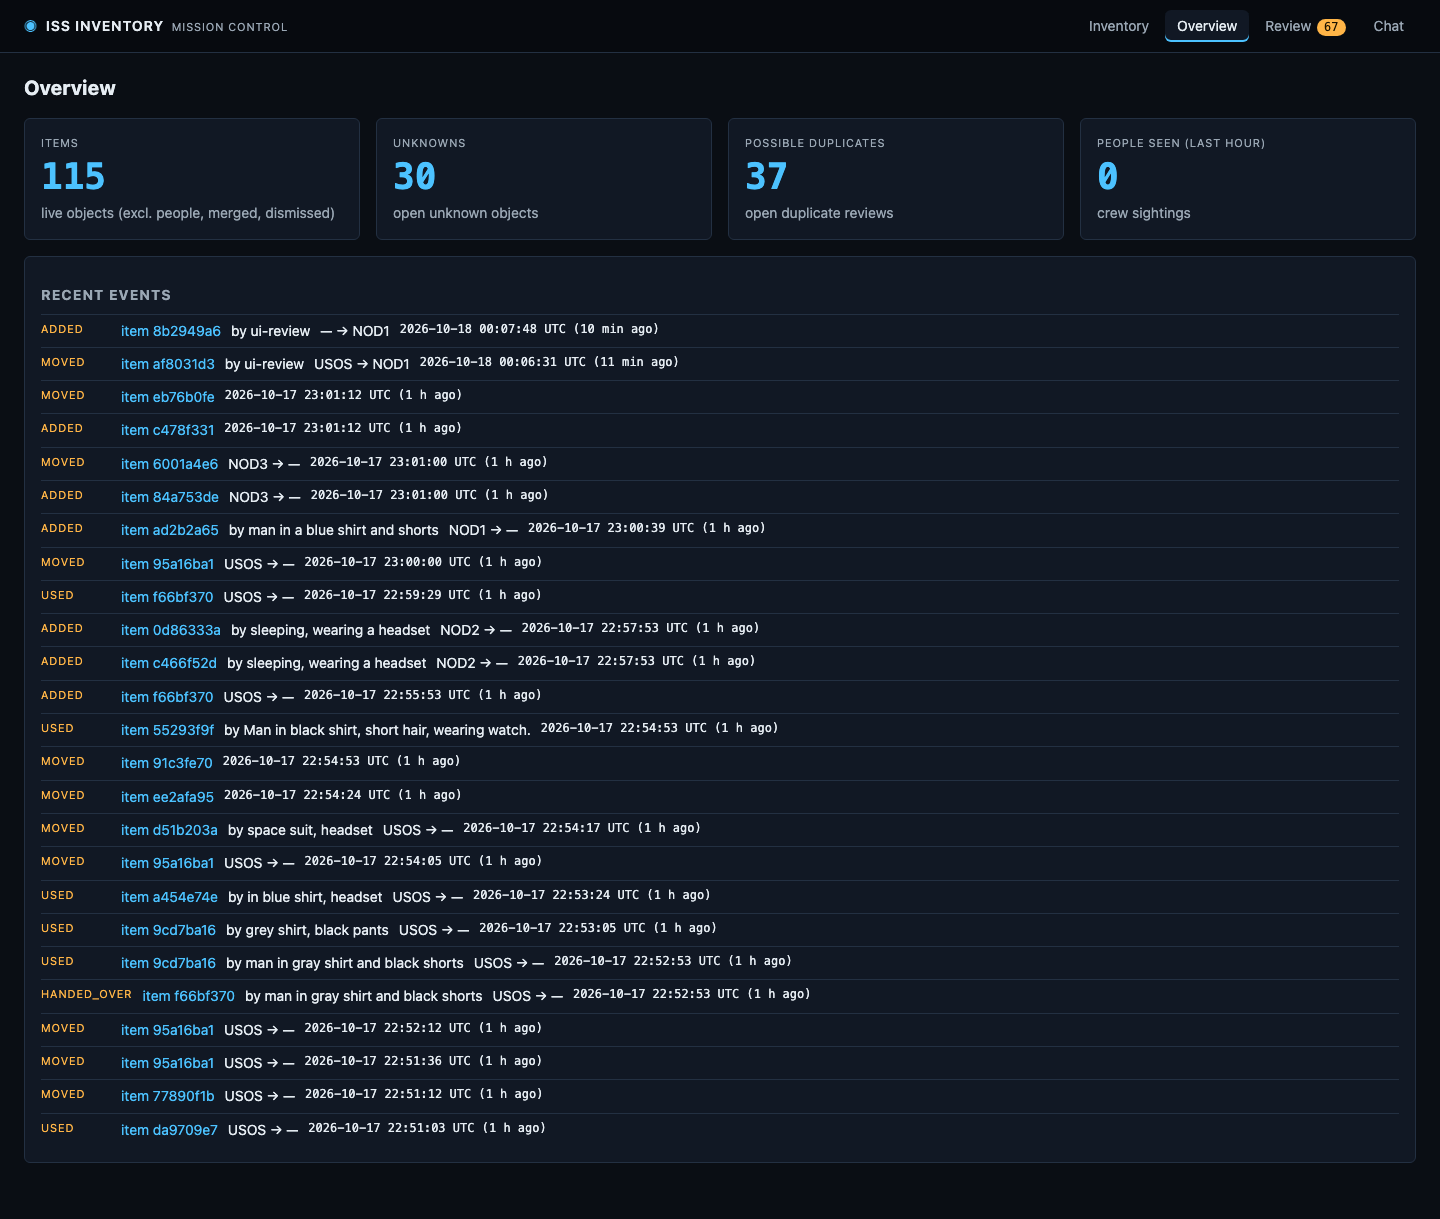 ISS INVENTORY MISSION CONTROL Inventory Overview Review 67 Chat
Overview
ITEMS
115
live objects (excl. people, merged, dismissed)
UNKNOWNS
30
open unknown objects
POSSIBLE DUPLICATES
37
open duplicate reviews
PEOPLE SEEN (LAST HOUR)
0
crew sightings
RECENT EVENTS
ADDED item 8b2949a6 by ui-review — → NOD1 2026-10-18 00:07:48 UTC (10 min ago)
MOVED item af8031d3 by ui-review USOS → NOD1 2026-10-18 00:06:31 UTC (11 min ago)
MOVED item eb76b0fe 2026-10-17 23:01:12 UTC (1 h ago)
ADDED item c478f331 2026-10-17 23:01:12 UTC (1 h ago)
MOVED item 6001a4e6 NOD3 → — 2026-10-17 23:01:00 UTC (1 h ago)
ADDED item 84a753de NOD3 → — 2026-10-17 23:01:00 UTC (1 h ago)
ADDED item ad2b2a65 by man in a blue shirt and shorts NOD1 → — 2026-10-17 23:00:39 UTC (1 h ago)
MOVED item 95a16ba1 USOS → — 2026-10-17 23:00:00 UTC (1 h ago)
USED item f66bf370 USOS → — 2026-10-17 22:59:29 UTC (1 h ago)
ADDED item 0d86333a by sleeping, wearing a headset NOD2 → — 2026-10-17 22:57:53 UTC (1 h ago)
ADDED item c466f52d by sleeping, wearing a headset NOD2 → — 2026-10-17 22:57:53 UTC (1 h ago)
ADDED item f66bf370 USOS → — 2026-10-17 22:55:53 UTC (1 h ago)
USED item 55293f9f by Man in black shirt, short hair, wearing watch. 2026-10-17 22:54:53 UTC (1 h ago)
MOVED item 91c3fe70 2026-10-17 22:54:53 UTC (1 h ago)
MOVED item ee2afa95 2026-10-17 22:54:24 UTC (1 h ago)
MOVED item d51b203a by space suit, headset USOS → — 2026-10-17 22:54:17 UTC (1 h ago)
MOVED item 95a16ba1 USOS → — 2026-10-17 22:54:05 UTC (1 h ago)
USED item a454e74e by in blue shirt, headset USOS → — 2026-10-17 22:53:24 UTC (1 h ago)
USED item 9cd7ba16 by grey shirt, black pants USOS → — 2026-10-17 22:53:05 UTC (1 h ago)
USED item 9cd7ba16 by man in gray shirt and black shorts USOS → — 2026-10-17 22:52:53 UTC (1 h ago)
HANDED_OVER item f66bf370 by man in gray shirt and black shorts USOS → — 2026-10-17 22:52:53 UTC (1 h ago)
MOVED item 95a16ba1 USOS → — 2026-10-17 22:52:12 UTC (1 h ago)
MOVED item 95a16ba1 USOS → — 2026-10-17 22:51:36 UTC (1 h ago)
MOVED item 77890f1b USOS → — 2026-10-17 22:51:12 UTC (1 h ago)
USED item da9709e7 USOS → — 2026-10-17 22:51:03 UTC (1 h ago)